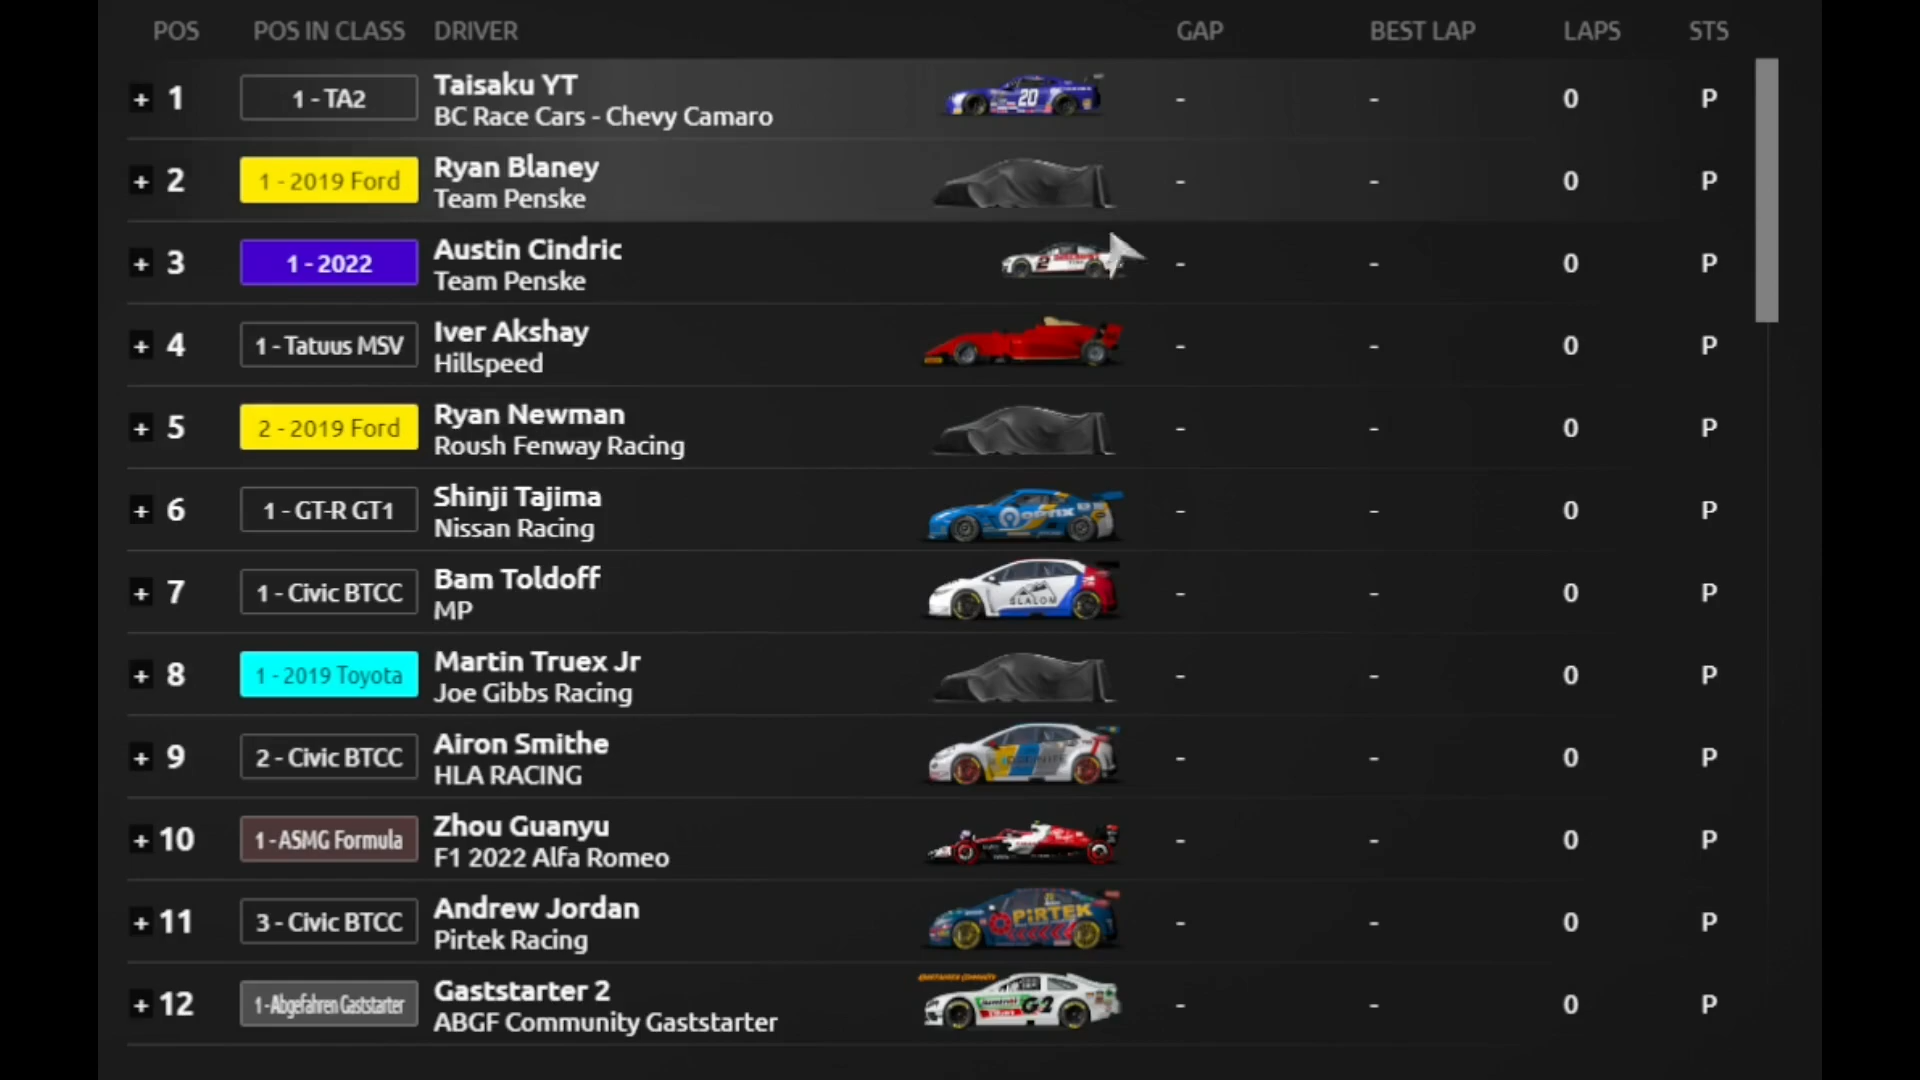 POS POS IN CLASS DRIVER GAP BEST LAP LAPS STS
+ 1 1 - TA2 Taisaku YT - - 0 P
BC Race Cars - Chevy Camaro
20
+ 2 1 - 2019 Ford Ryan Blaney - - 0 P
Team Penske
+ 3 1 - 2022 Austin Cindric - - 0 P
Team Penske
2
+ 4 1 - Tatuus MSV Iver Akshay - - 0 P
Hillspeed
+ 5 2 - 2019 Ford Ryan Newman - - 0 P
Roush Fenway Racing
+ 6 1 - GT-R GT1 Shinji Tajima - - 0 P
Nissan Racing
OPTIX
+ 7 1 - Civic BTCC Bam Toldoff - - 0 P
MP
SLALOM
+ 8 1 - 2019 Toyota Martin Truex Jr - - 0 P
Joe Gibbs Racing
+ 9 2 - Civic BTCC Airon Smithe - - 0 P
HLA RACING
+ 10 1 - ASMG Formula Zhou Guanyu - - 0 P
F1 2022 Alfa Romeo
+ 11 3 - Civic BTCC Andrew Jordan - - 0 P
Pirtek Racing
PIRTEK
+ 12 1 - Abgefahren Gaststarter Gaststarter 2 - - 0 P
ABGF Community Gaststarter
G2